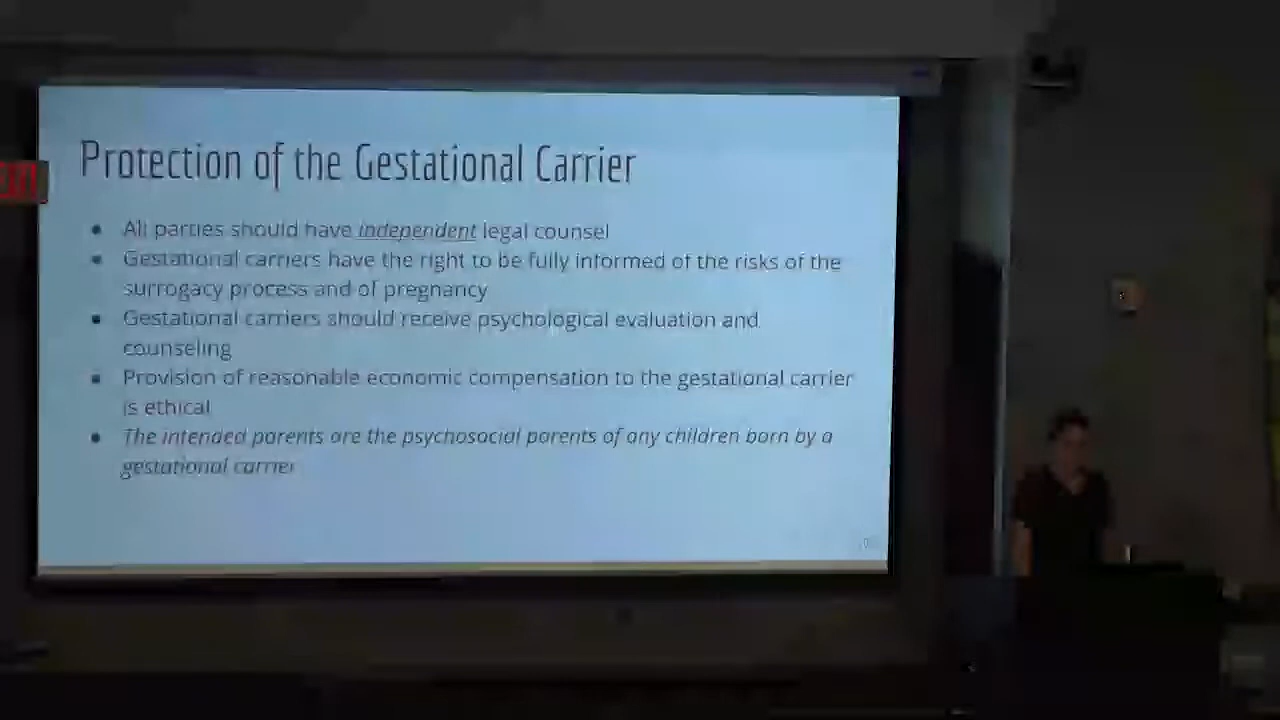 Protection of the Gestational Carrier
● All parties should have independent legal counsel
● Gestational carriers have the right to be fully informed of the risks of the
surrogacy process and of pregnancy
● Gestational carriers should receive psychological evaluation and
counseling
● Provision of reasonable economic compensation to the gestational carrier
is ethical
● The intended parents are the psychosocial parents of any children born by a
gestational carrier